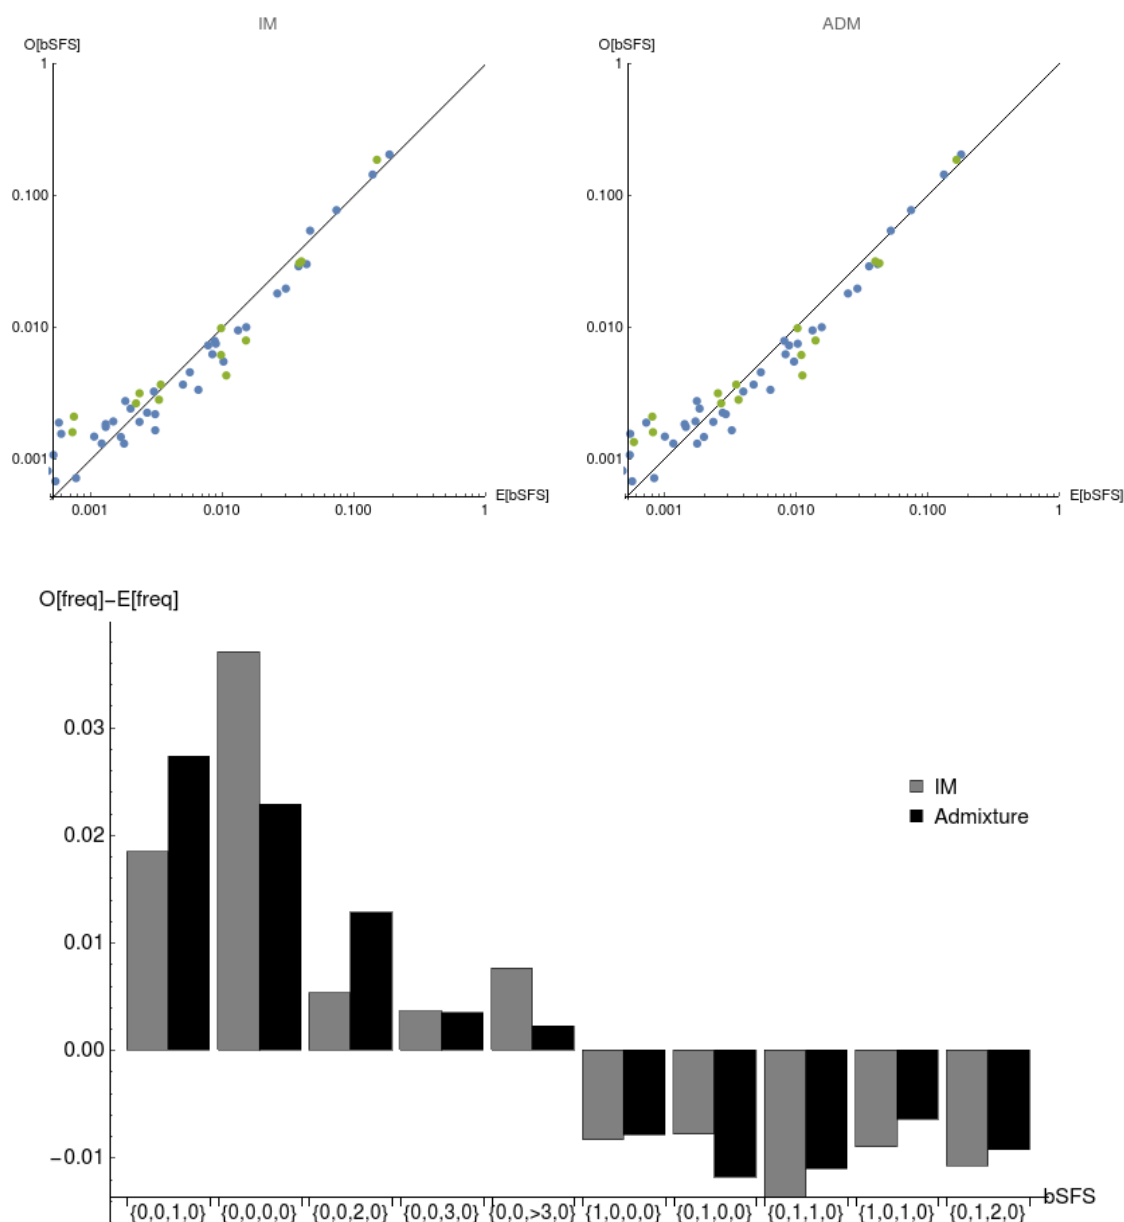 IM
O[bSFS]
1
0.100
0.010
0.001
0.001 0.010 0.100 1
E[bSFS]
ADM
O[bSFS]
1
0.100
0.010
0.001
0.001 0.010 0.100 1
E[bSFS]
O[freq]−E[freq]
0.03
0.02
0.01
0.00
−0.01
IM
Admixture
bSFS
{0,0,1,0} {0,0,0,0} {0,0,2,0} {0,0,3,0} {0,0,>3,0} {1,0,0,0} {0,1,0,0} {0,1,1,0} {1,0,1,0} {0,1,2,0}